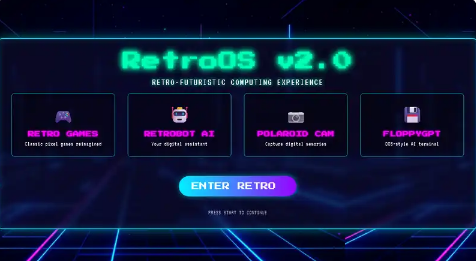 RetroOS v2.0
RETRO-FUTURISTIC COMPUTING EXPERIENCE
RETRO GAMES
Classic pixel games reimagined
RETROBOT AI
Your digital assistant
POLAROID CAM
Capture digital memories
FLOPPYGPT
DOS-style AI terminal
ENTER RETRO
PRESS START TO CONTINUE